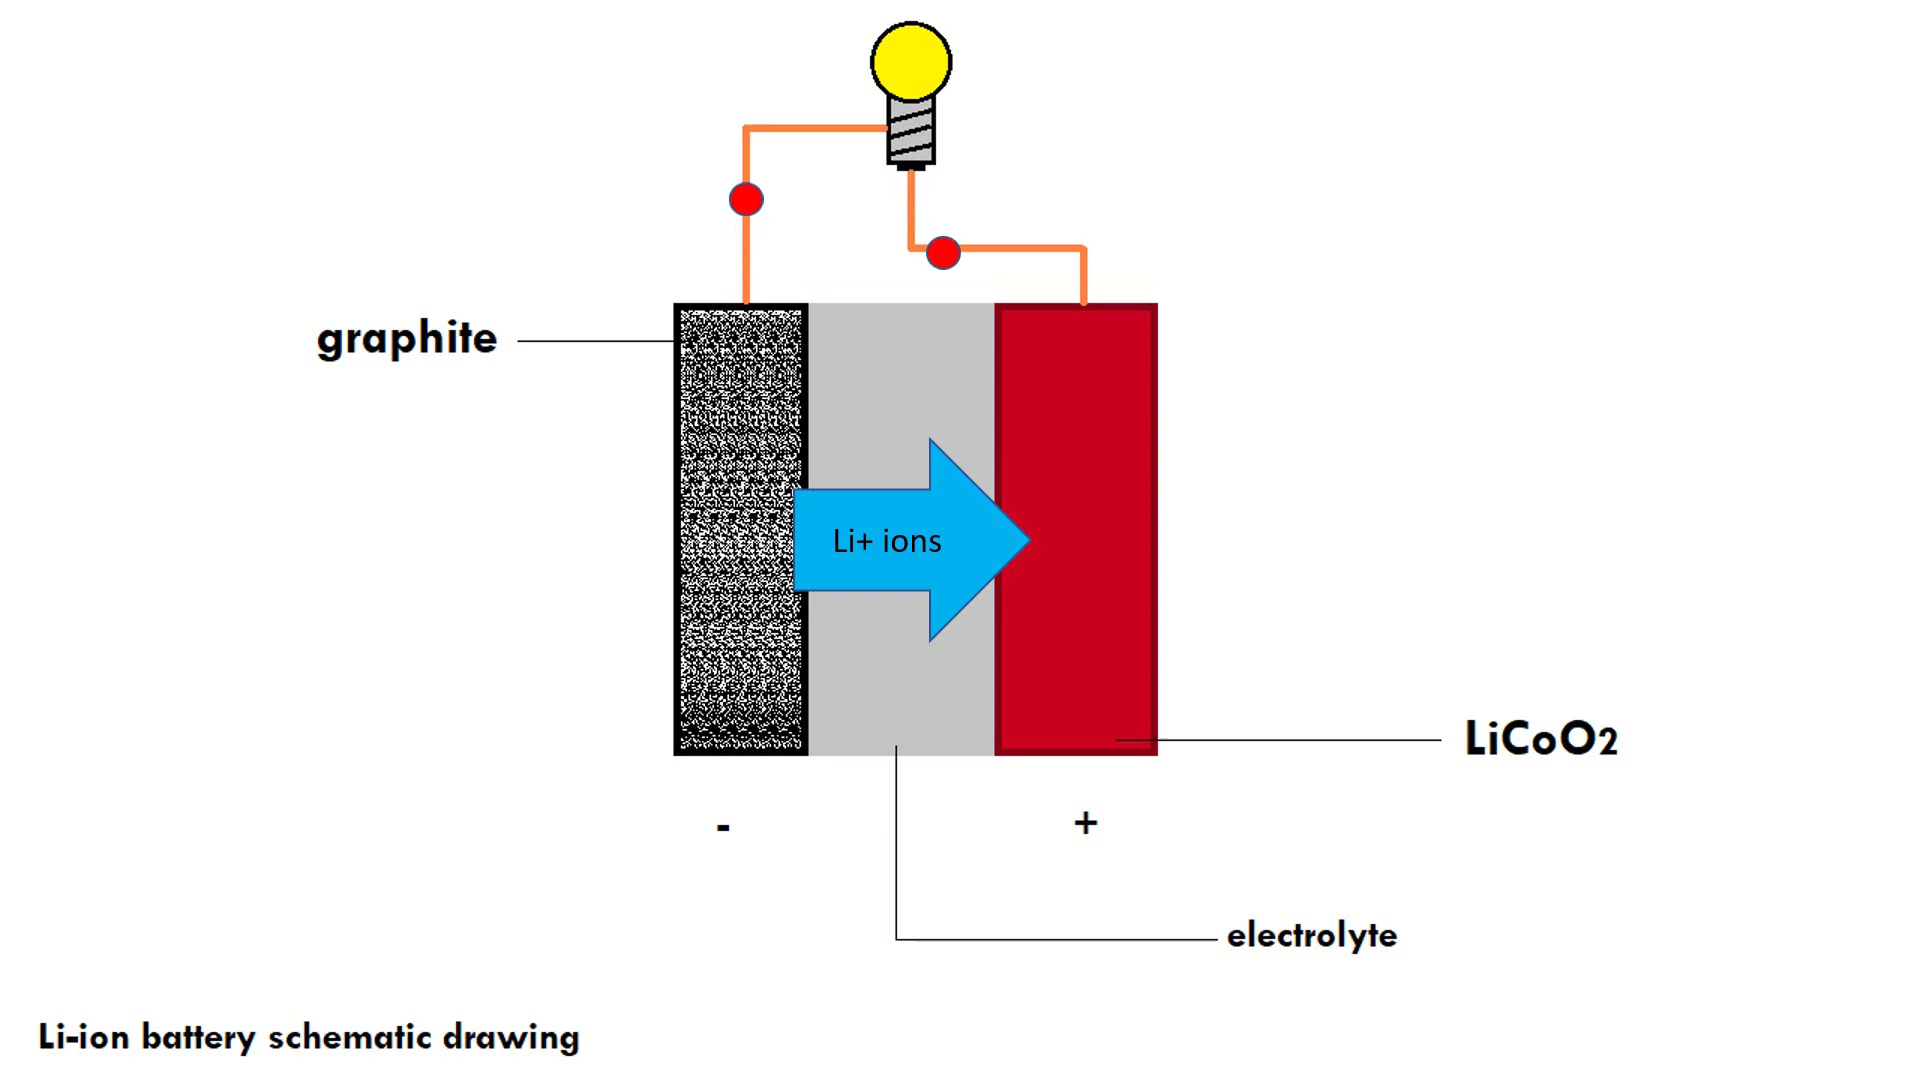 graphite
Li+ ions
LiCoO2
-
+
electrolyte
Li-ion battery schematic drawing